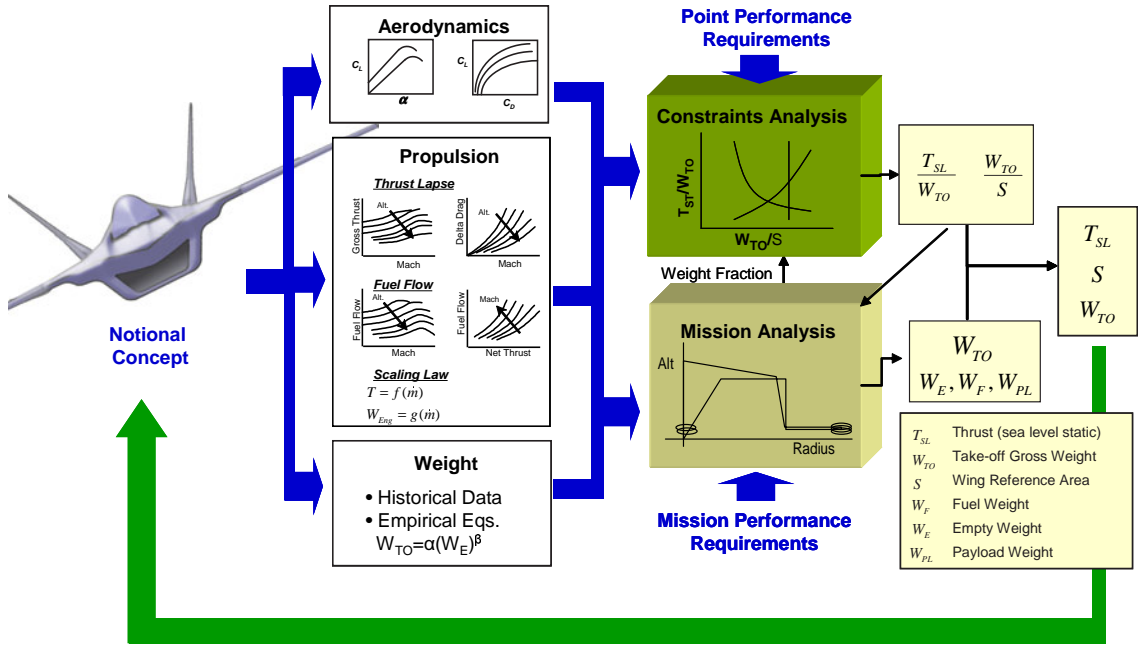 Aerodynamics
C_L
α
C_L
C_D
Propulsion
Thrust Lapse
Gross Thrust
Alt.
Mach
Delta Drag
Alt.
Mach
Fuel Flow
Fuel Flow
Alt.
Mach
Fuel Flow
Mach
Net Thrust
Scaling Law
T = f(ṁ)
W_Eng = g(ṁ)
Weight
• Historical Data
• Empirical Eqs.
W_TO=α(W_E)^β
Notional
Concept
Point Performance
Requirements
Constraints Analysis
T_ST/W_TO
W_TO/S
Weight Fraction
Mission Analysis
Alt
Radius
Mission Performance
Requirements
T_SL/W_TO W_TO/S
T_SL
S
W_TO
W_TO
W_E, W_F, W_PL
T_SL Thrust (sea level static)
W_TO Take-off Gross Weight
S Wing Reference Area
W_F Fuel Weight
W_E Empty Weight
W_PL Payload Weight